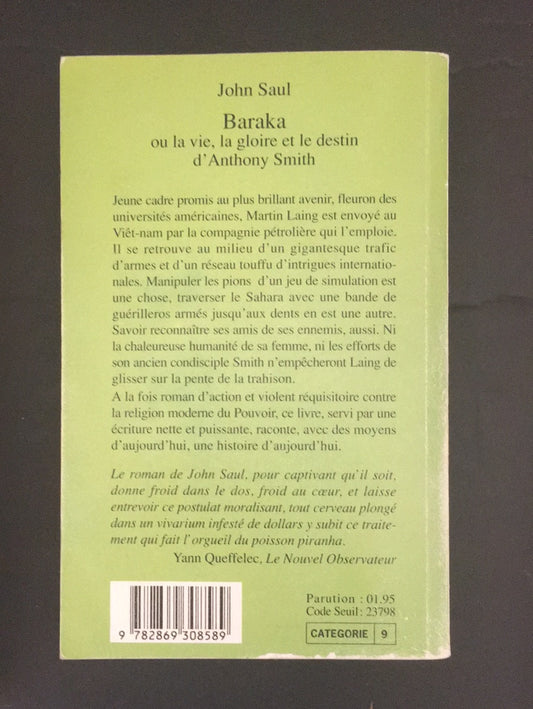 John Saul
Baraka
ou la vie, la gloire et le destin
d'Anthony Smith
Jeune cadre promis au plus brillant avenir, fleuron des
universités américaines, Martin Laing est envoyé au
Viêt-nam par la compagnie pétrolière qui l'emploie.
Il se retrouve au milieu d'un gigantesque trafic
d'armes et d'un réseau touffu d'intrigues internatio-
nales. Manipuler les pions d'un jeu de simulation est
une chose, traverser le Sahara avec une bande de
guérilleros armés jusqu'aux dents en est une autre.
Savoir reconnaître ses amis de ses ennemis, aussi. Ni
la chaleureuse humanité de sa femme, ni les efforts de
son ancien condisciple Smith n'empêcheront Laing de
glisser sur la pente de la trahison.
A la fois roman d'action et violent réquisitoire contre
la religion moderne du Pouvoir, ce livre, servi par une
écriture nette et puissante, raconte, avec des moyens
d'aujourd'hui, une histoire d'aujourd'hui.
Le roman de John Saul, pour captivant qu'il soit,
donne froid dans le dos, froid au cœur, et laisse
entrevoir ce postulat moralisant, tout cerveau plongé
dans un vivarium infesté de dollars y subit ce traite-
ment qui fait l'orgueil du poisson piranha.
Yann Queffelec, Le Nouvel Observateur
Parution : 01.95
Code Seuil : 23798
CATEGORIE 9
9 782869 308589